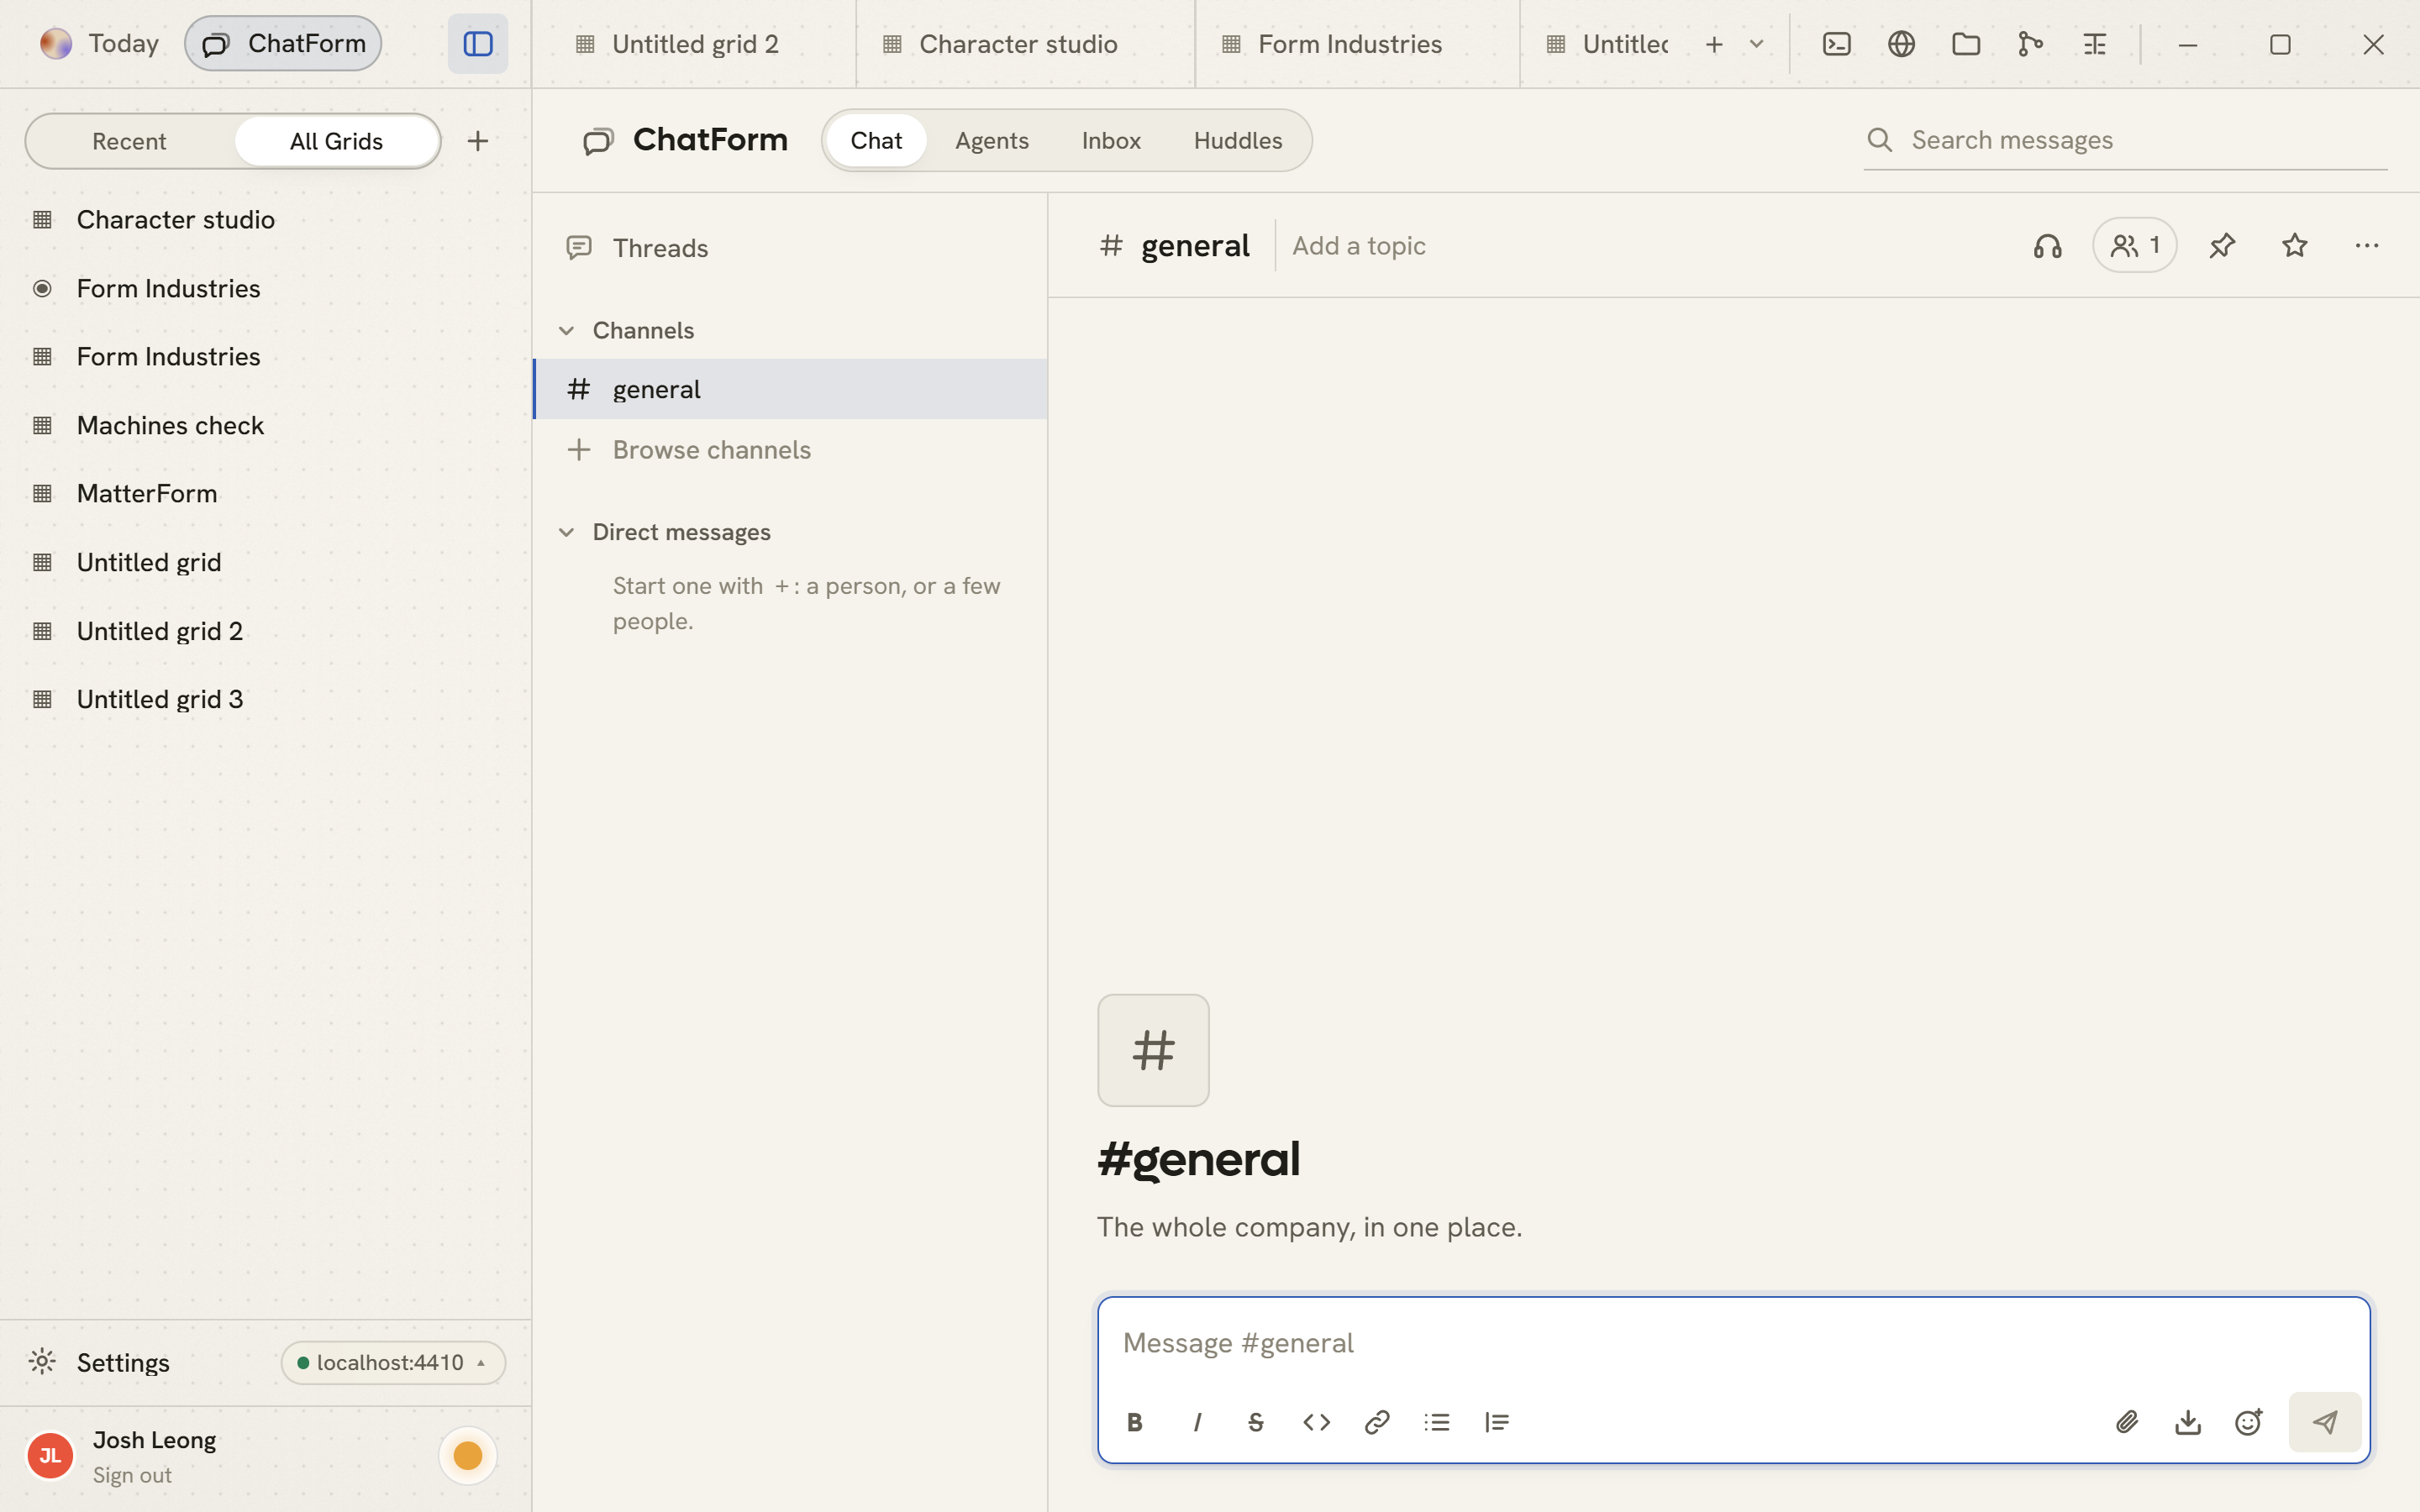 Today
ChatForm
Untitled grid 2
Character studio
Form Industries
Untitled
Recent
All Grids
Character studio
Form Industries
Form Industries
Machines check
MatterForm
Untitled grid
Untitled grid 2
Untitled grid 3
Settings
localhost:4410
JL
Josh Leong
Sign out
ChatForm
Chat
Agents
Inbox
Huddles
Search messages
Threads
Channels
# general
Browse channels
Direct messages
Start one with + : a person, or a few
people.
# general
Add a topic
1
#
#general
The whole company, in one place.
Message #general
B I S